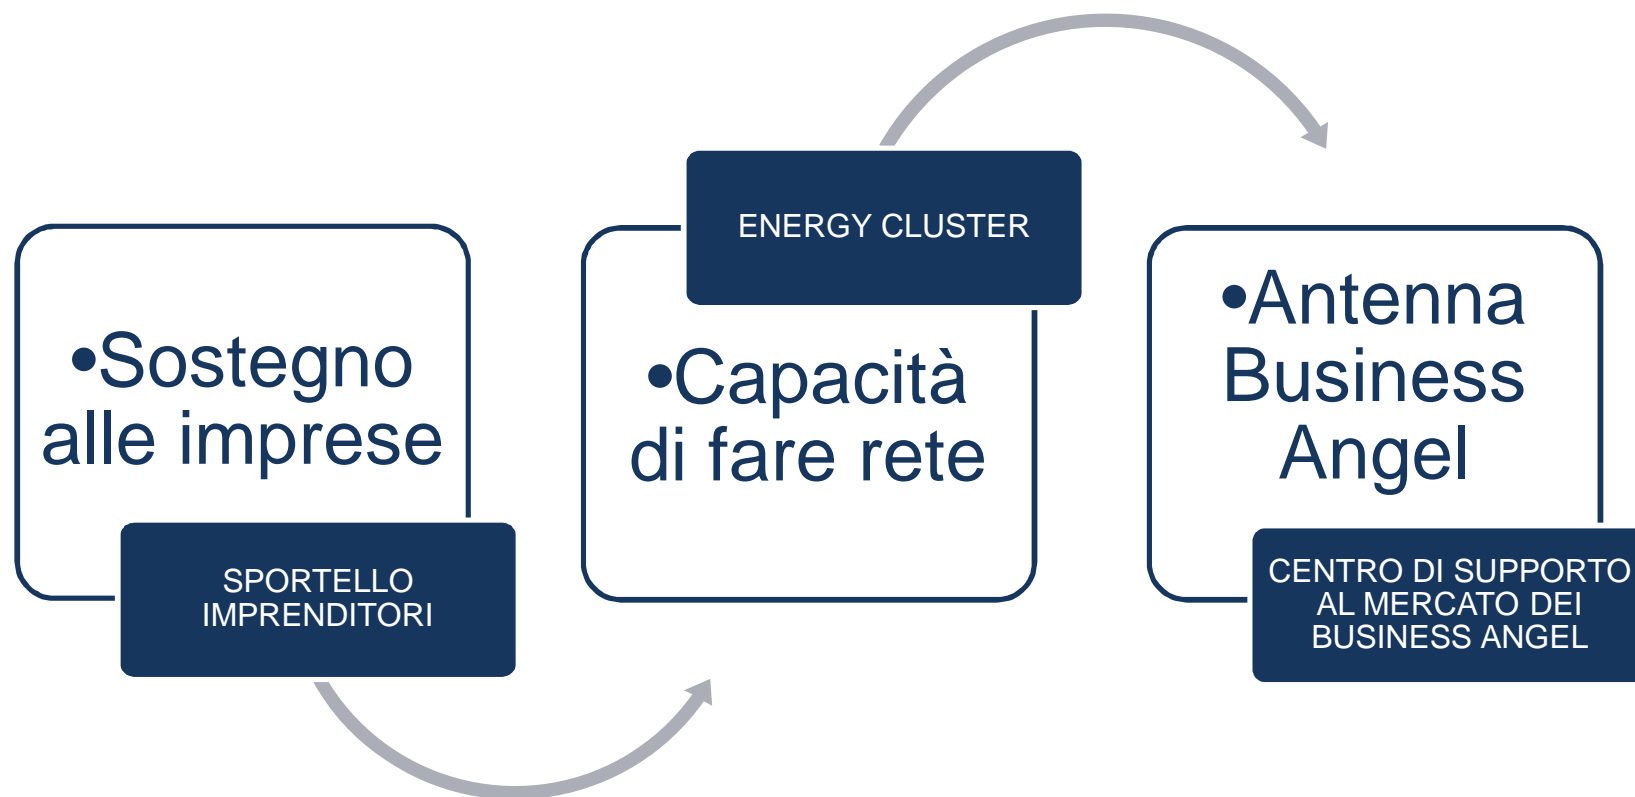 •Sostegno
alle imprese
SPORTELLO
IMPRENDITORI
ENERGY CLUSTER
•Capacità
di fare rete
•Antenna
Business
Angel
CENTRO DI SUPPORTO
AL MERCATO DEI
BUSINESS ANGEL